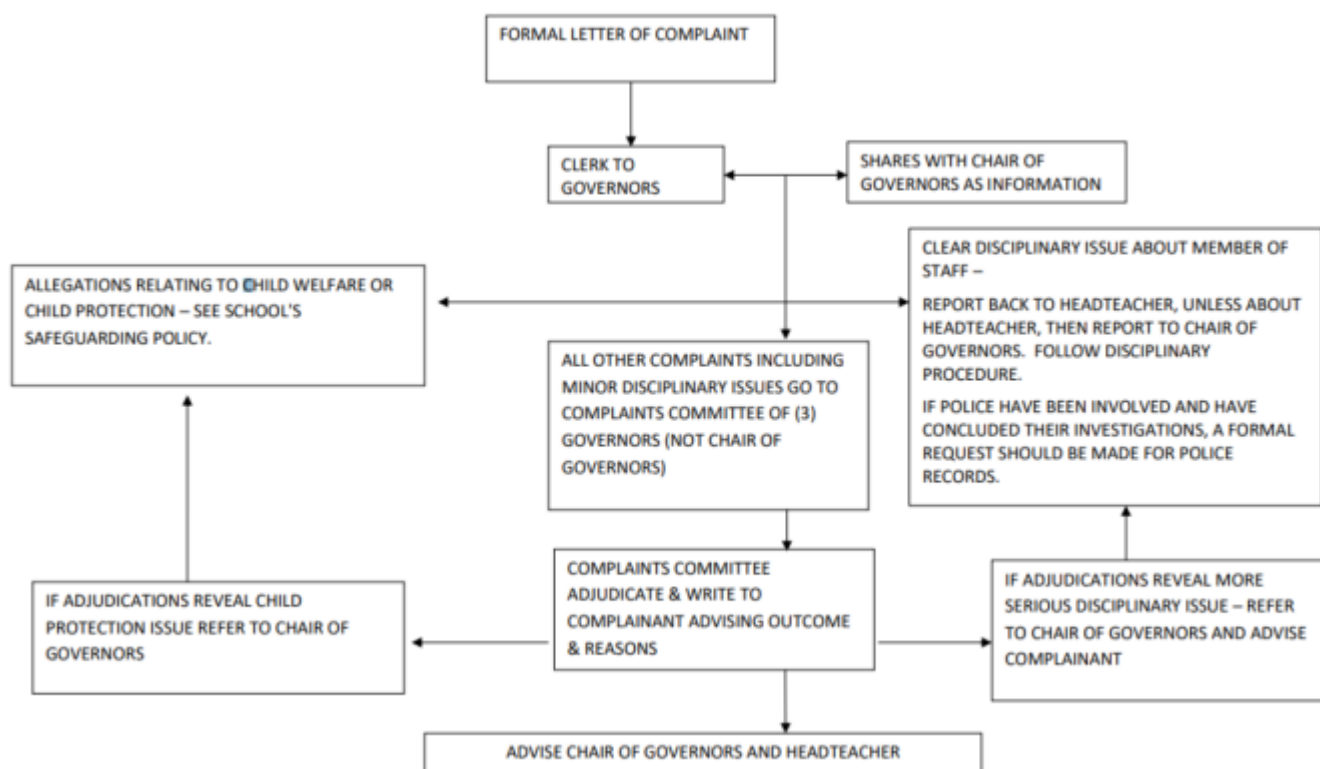 FORMAL LETTER OF COMPLAINT
CLERK TO
GOVERNORS
SHARES WITH CHAIR OF
GOVERNORS AS INFORMATION
ALLEGATIONS RELATING TO CHILD WELFARE OR
CHILD PROTECTION – SEE SCHOOL'S
SAFEGUARDING POLICY.
CLEAR DISCIPLINARY ISSUE ABOUT MEMBER OF
STAFF –
REPORT BACK TO HEADTEACHER, UNLESS ABOUT
HEADTEACHER, THEN REPORT TO CHAIR OF
GOVERNORS. FOLLOW DISCIPLINARY
PROCEDURE.
IF POLICE HAVE BEEN INVOLVED AND HAVE
CONCLUDED THEIR INVESTIGATIONS, A FORMAL
REQUEST SHOULD BE MADE FOR POLICE
RECORDS.
ALL OTHER COMPLAINTS INCLUDING
MINOR DISCIPLINARY ISSUES GO TO
COMPLAINTS COMMITTEE OF (3)
GOVERNORS (NOT CHAIR OF
GOVERNORS)
IF ADJUDICATIONS REVEAL CHILD
PROTECTION ISSUE REFER TO CHAIR OF
GOVERNORS
COMPLAINTS COMMITTEE
ADJUDICATE & WRITE TO
COMPLAINANT ADVISING OUTCOME
& REASONS
IF ADJUDICATIONS REVEAL MORE
SERIOUS DISCIPLINARY ISSUE – REFER
TO CHAIR OF GOVERNORS AND ADVISE
COMPLAINANT
ADVISE CHAIR OF GOVERNORS AND HEADTEACHER